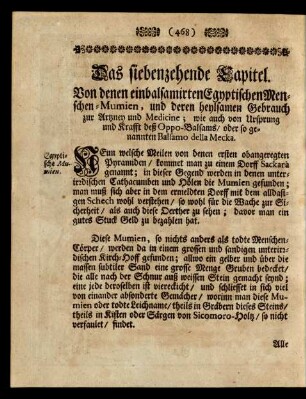 (468)
Das siebenzehende Capitel.
Von denen einbalsamirten Egyptischen Men-
schen-Mumien, und deren heylsamen Gebrauch
zur Artzney und Medicine; wie auch von Ursprung
und Krafft deß Oppo-Balsams/ oder so ge-
nannten Balsamo della Mecca.
Egypti-
sche Mu-
mien.
NEun welsche Meilen von denen ersten obangeregten
Pyramiden/ kommet man zu einem Dorff Sackara
genannt; in dieser Gegend werden in denen unter-
irrdischen Cathacumben und Hölen die Mumien gefunden;
man muß sich aber in dem ermeldten Dorff mit dem alldasi-
gen Schech wohl verstehen/ so wohl für die Wache zur Si-
cherheit/ als auch diese Oerther zu sehen; davor man ein
gutes Stuck Geld zu bezahlen hat.
Diese Mumien, so nichts anders als todte Menschen-
Cörper/ werden da in einem grossen und sandigen unterir-
rdischen Kirch-Hoff gefunden; allwo ein gelber und über die
massen subtiler Sand eine grosse Menge Gruben bedecket/
die alle nach der Schnur auß weissen Stein gemacht seynd;
eine jede derselben ist viereckicht/ und schliesset in sich viel
von einander absonderte Gemächer/ worinn man diese Mu-
mien oder todte Leichname/ theils in Gräbern dieses Steins/
theils in Kisten oder Särgen von Sicomoro-Holtz/ so nicht
verfaulet/ findet.
Alle